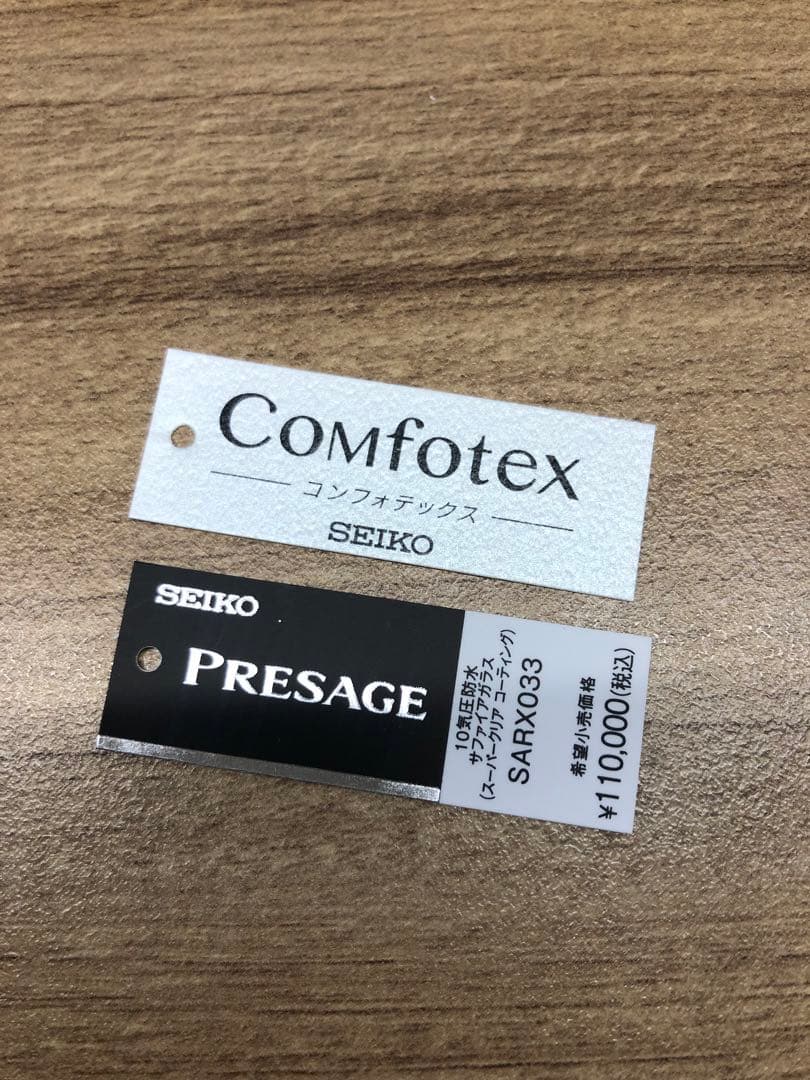 Comfotex
コンフォテックス
SEIKO
SEIKO
PRESAGE
10気圧防水
サファイアガラス
(スーパークリア コーティング)
SARX033
希望小売価格
¥110,000(税込)